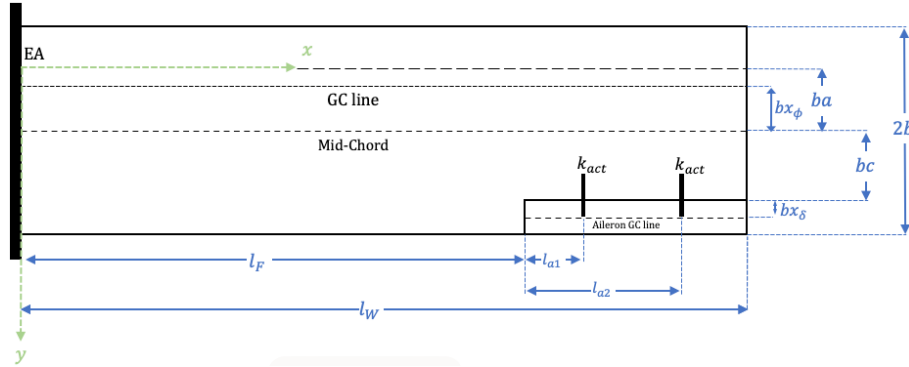 EA
x
GC line
bx_ϕ
ba
2b
Mid-Chord
k_act
k_act
bc
bx_δ
Aileron GC line
l_F
l_a1
l_a2
l_W
y